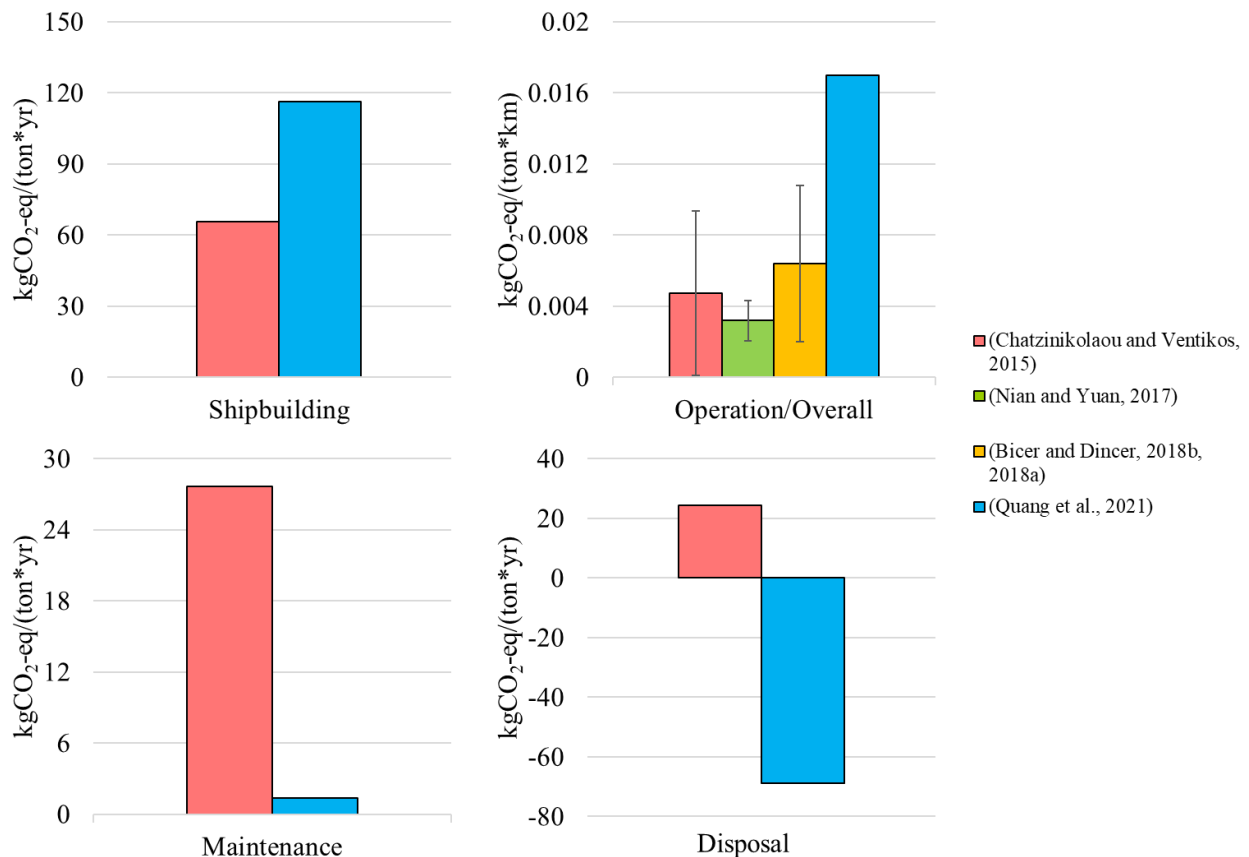 kgCO2-eq/(ton*yr)
150
120
90
60
30
0
Shipbuilding
kgCO2-eq/(ton*km)
0.02
0.016
0.012
0.008
0.004
0
Operation/Overall
kgCO2-eq/(ton*yr)
30
24
18
12
6
0
Maintenance
kgCO2-eq/(ton*yr)
40
20
0
-20
-40
-60
-80
Disposal
(Chatzinikolaou and Ventikos,
2015)
(Nian and Yuan, 2017)
(Bicer and Dincer, 2018b,
2018a)
(Quang et al., 2021)